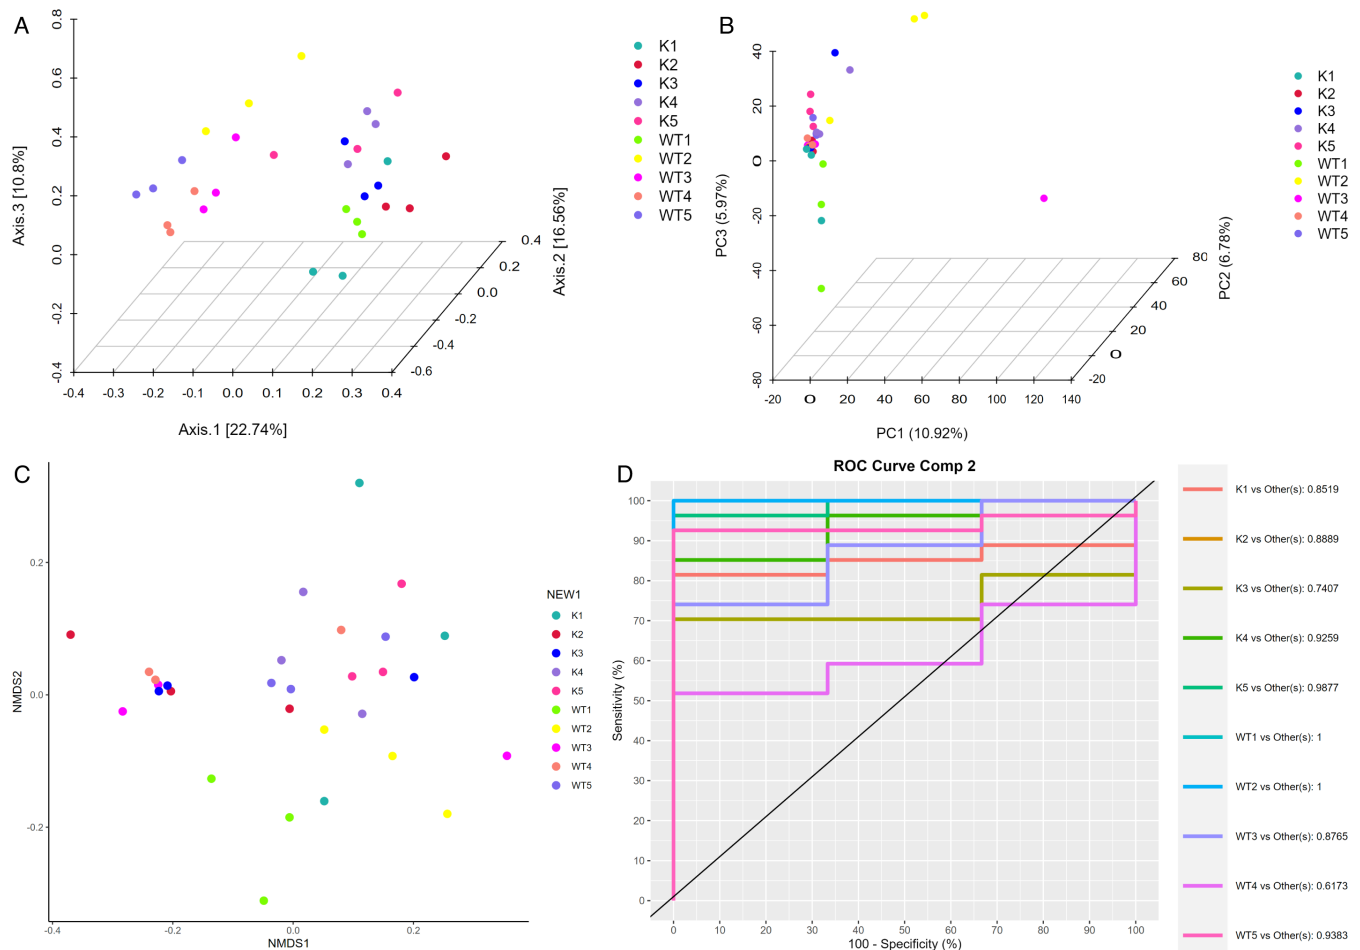 A
0.8
0.6
0.4
0.2
0.0
-0.2
-0.4
Axis.3 [10.8%]
-0.4 -0.3 -0.2 -0.1 0.0 0.1 0.2 0.3 0.4
Axis.1 [22.74%]
0.4
0.2
0.0
-0.2
-0.4
-0.6
Axis.2 [16.56%]
K1
K2
K3
K4
K5
WT1
WT2
WT3
WT4
WT5
B
40
20
0
-20
-40
-60
-80
PC3 (5.97%)
-20 0 20 40 60 80 100 120 140
PC1 (10.92%)
80
60
40
20
0
-20
PC2 (6.78%)
K1
K2
K3
K4
K5
WT1
WT2
WT3
WT4
WT5
C
0.2
0.0
-0.2
NMDS2
-0.4 -0.2 0.0 0.2
NMDS1
NEW1
K1
K2
K3
K4
K5
WT1
WT2
WT3
WT4
WT5
D
ROC Curve Comp 2
100
90
80
70
60
50
40
30
20
10
0
Sensitivity (%)
0 10 20 30 40 50 60 70 80 90 100
100 - Specificity (%)
K1 vs Other(s): 0.8519
K2 vs Other(s): 0.8889
K3 vs Other(s): 0.7407
K4 vs Other(s): 0.9259
K5 vs Other(s): 0.9877
WT1 vs Other(s): 1
WT2 vs Other(s): 1
WT3 vs Other(s): 0.8765
WT4 vs Other(s): 0.6173
WT5 vs Other(s): 0.9383